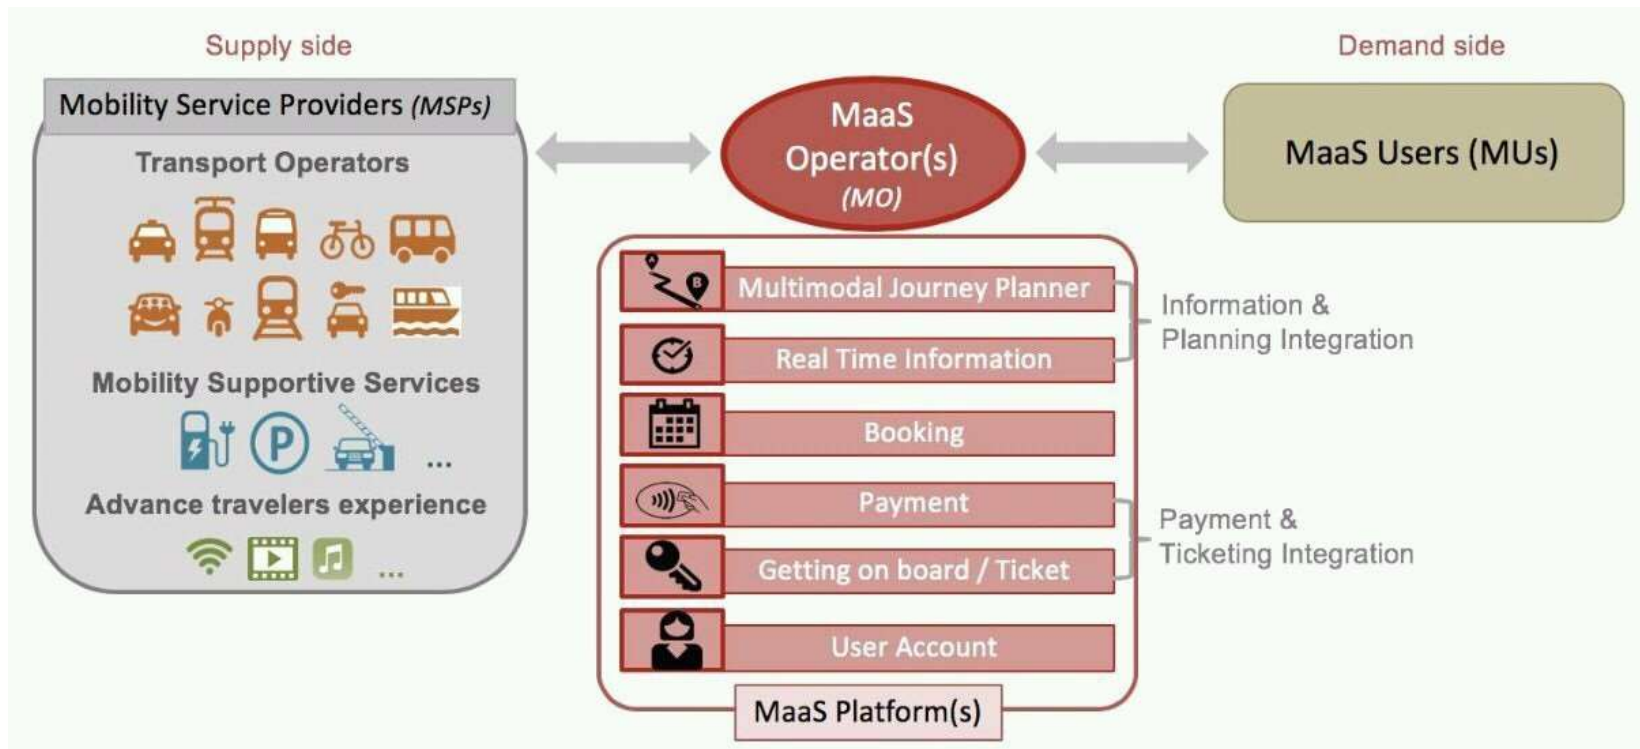 Supply side
Mobility Service Providers (MSPs)
Transport Operators
Mobility Supportive Services
P
...
Advance travelers experience
...
MaaS
Operator(s)
(MO)
A
B
Multimodal Journey Planner
Real Time Information
Booking
Payment
Getting on board / Ticket
User Account
MaaS Platform(s)
Information &
Planning Integration
Payment &
Ticketing Integration
Demand side
MaaS Users (MUs)